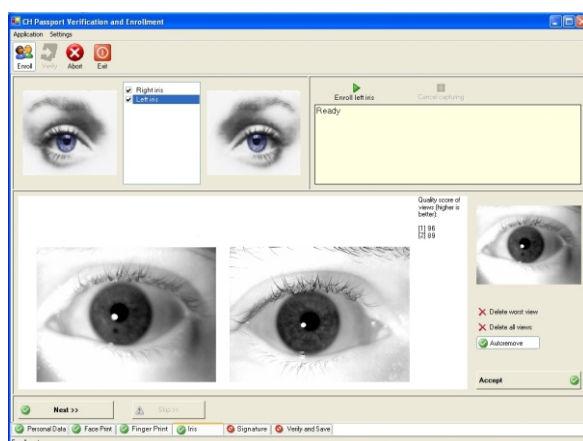 CH Passport Verification and Enrollment
Application Settings
Enroll Verify Abort Exit
Right iris
Left iris
Enroll left iris Cancel capturing
Ready
Quality score of
views (higher is
better):
[1] 96
[2] 89
Delete worst view
Delete all views
Autoremove
Accept
Next >> Skip >>
Personal Data Face Print Finger Print Iris Signature Verify and Save